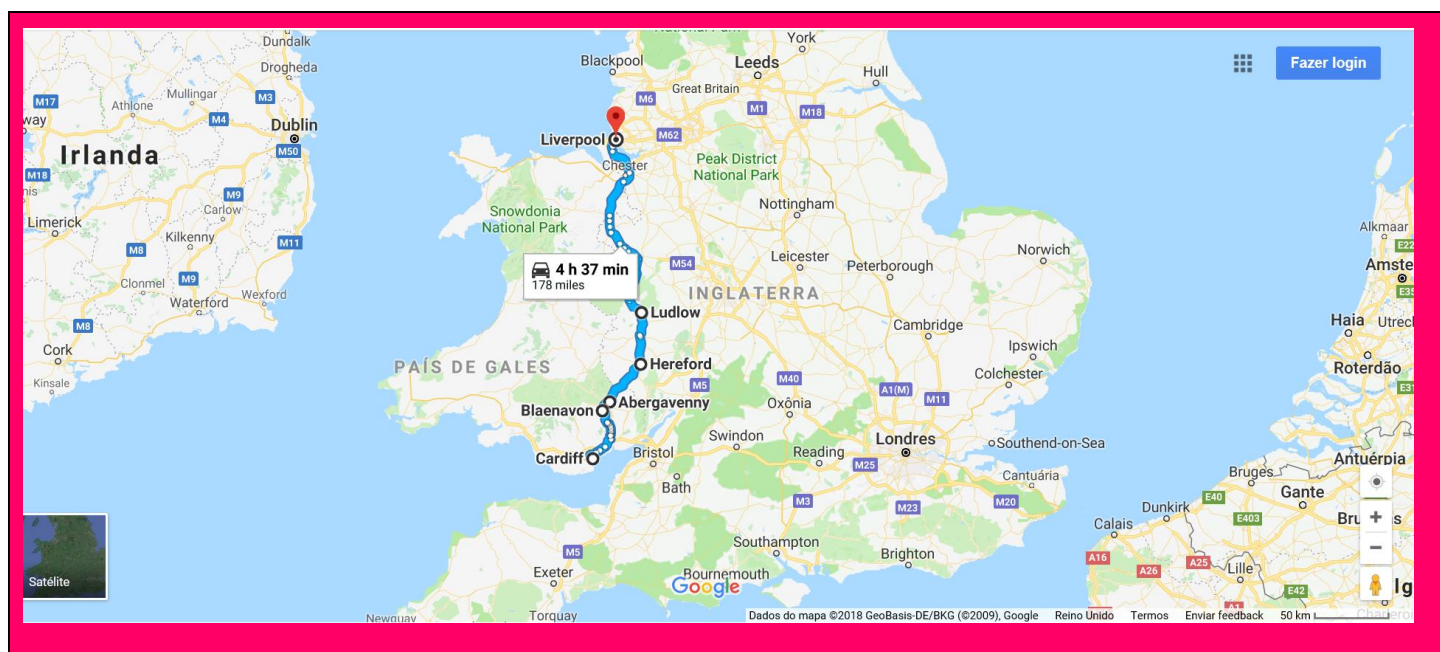 National Park
York
Dundalk
Blackpool
Leeds
Fazer login
Drogheda
Hull
Great Britain
Mullingar
M3
M6
M17
Athlone
M1
M18
M4
Dublin
Liverpool
M62
M50
Irlanda
Chester
Peak District
National Park
M18
M9
Nottingham
Carlow
Snowdonia
National Park
Limerick
Alkmaar
Kilkenny
M11
E22
M8
Norwich
Leicester
Peterborough
M54
4 h 37 min
178 miles
Clonmel
M9
Wexford
INGLATERRA
Waterford
Ludlow
Haia
M8
Cambridge
Ipswich
Cork
PAÍS DE GALES
Hereford
Roterdão
Colchester
Kinsale
M5
M40
A1(M)
M11
Abergavenny
Oxônia
Blaenavon
Swindon
Londres
Southend-on-Sea
Cardiff
Bristol
Reading
M25
Antuérpia
Bruges
Cantuária
Bath
Gante
E40
M3
M23
M20
Dunkirk
E403
Calais
Southampton
M5
Brighton
A16
A25
Lille
Exeter
A26
Bournemouth
Satélite
Google
E42
A1
Newquay
Torquay
Dados do mapa ©2018 GeoBasis-DE/BKG (©2009), Google Reino Unido Termos Enviar feedback 50 km